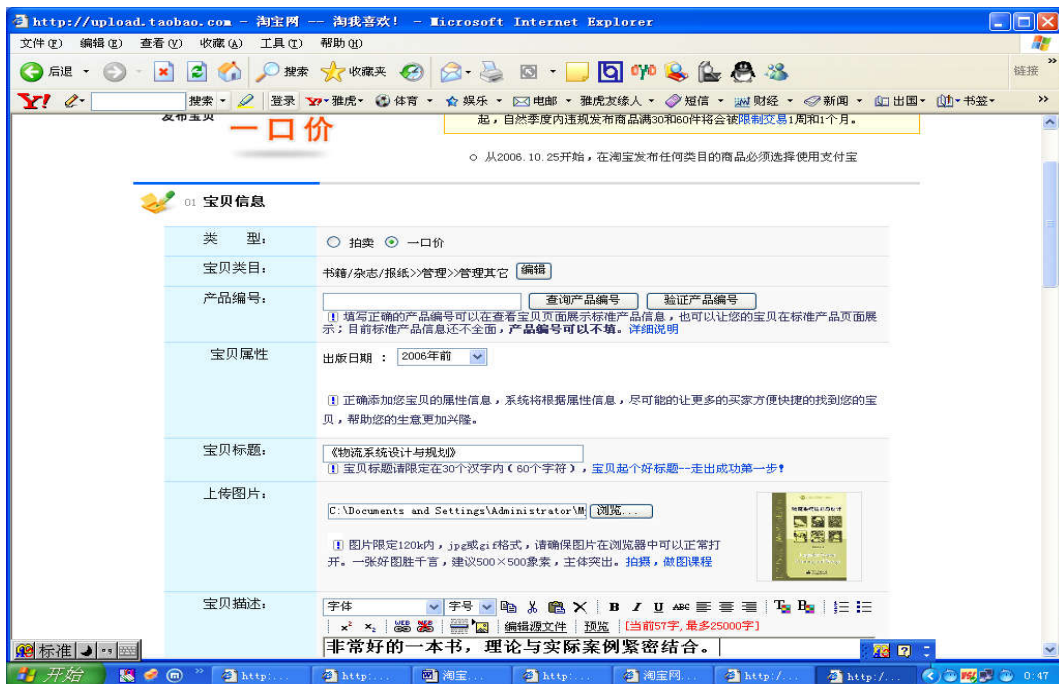 http://upload.taobao.com - 淘宝网 -- 淘我喜欢! - Microsoft Internet Explorer
文件(F) 编辑(E) 查看(V) 收藏(A) 工具(T) 帮助(H)
后退 搜索 收藏夹 链接 »
Y! 搜索 登录 雅虎 体育 娱乐 电邮 雅虎友缘人 短信 财经 新闻 出国 书签 »
发布宝贝 一口价
起，自然季度内违规发布商品满30和60件将会被限制交易1周和1个月。
从2006.10.25开始，在淘宝发布任何类目的商品必须选择使用支付宝
01 宝贝信息
类 型： 拍卖 一口价
宝贝类目： 书籍/杂志/报纸>>管理>>管理其它 编辑
产品编号： 查询产品编号 验证产品编号
填写正确的产品编号可以在查看宝贝页面展示标准产品信息，也可以让您的宝贝在标准产品页面展
示；目前标准产品信息还不全面，产品编号可以不填。详细说明
宝贝属性 出版日期 ： 2006年前
正确添加您宝贝的属性信息，系统将根据属性信息，尽可能的让更多的买家方便快捷的找到您的宝
贝，帮助您的生意更加兴隆。
宝贝标题： 《物流系统设计与规划》
宝贝标题请限定在30个汉字内(60个字符)，宝贝起个好标题--走出成功第一步!
上传图片： C:\Documents and Settings\Administrator\M 浏览...
图片限定120k内，jpg或gif格式，请确保图片在浏览器中可以正常打
开。一张好图胜千言，建议500×500象素，主体突出。拍摄，做图课程
宝贝描述： 字体 字号 B I U ABC
x² x₂ 编辑源文件 预览 [当前57字,最多25000字]
非常好的一本书，理论与实际案例紧密结合。
标准
开始 » http:... http:... 淘宝... http:... 淘宝网... http:/... http:/... 0:47